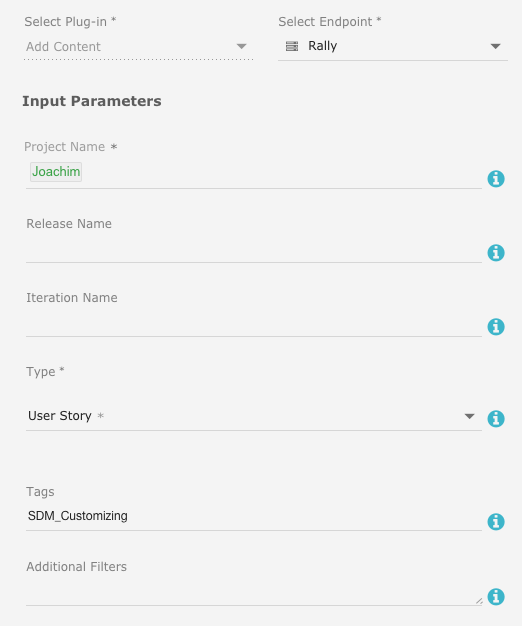 Select Plug-in * Select Endpoint *
Add Content Rally
Input Parameters
Project Name *
Joachim
Release Name
Iteration Name
Type *
User Story *
Tags
SDM_Customizing
Additional Filters